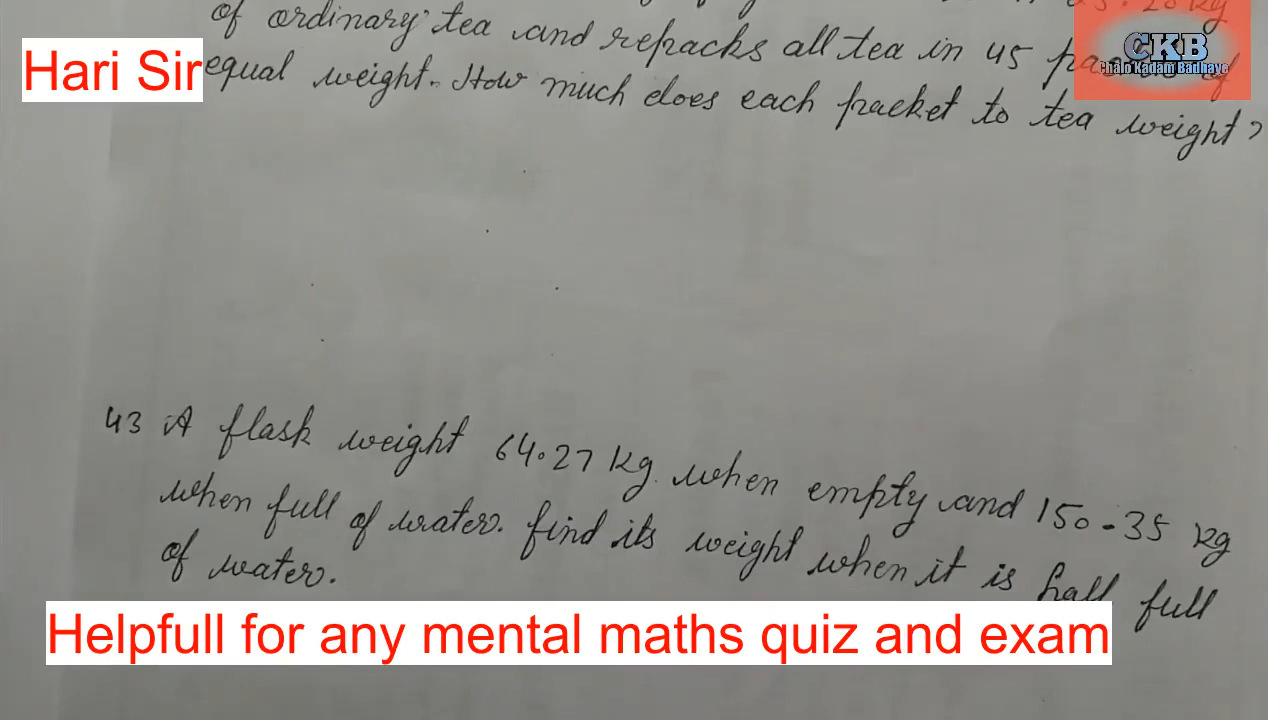 of ordinary tea and repacks all tea in 45 of
equal weight. How much does each packet to tea weight?
Hari Sir
CKB
Chalo Kadam Badhaye
43 A flask weight 64.27 kg. when empty and 150.35 kg
when full of water. find its weight when it is half full
of water.
Helpfull for any mental maths quiz and exam